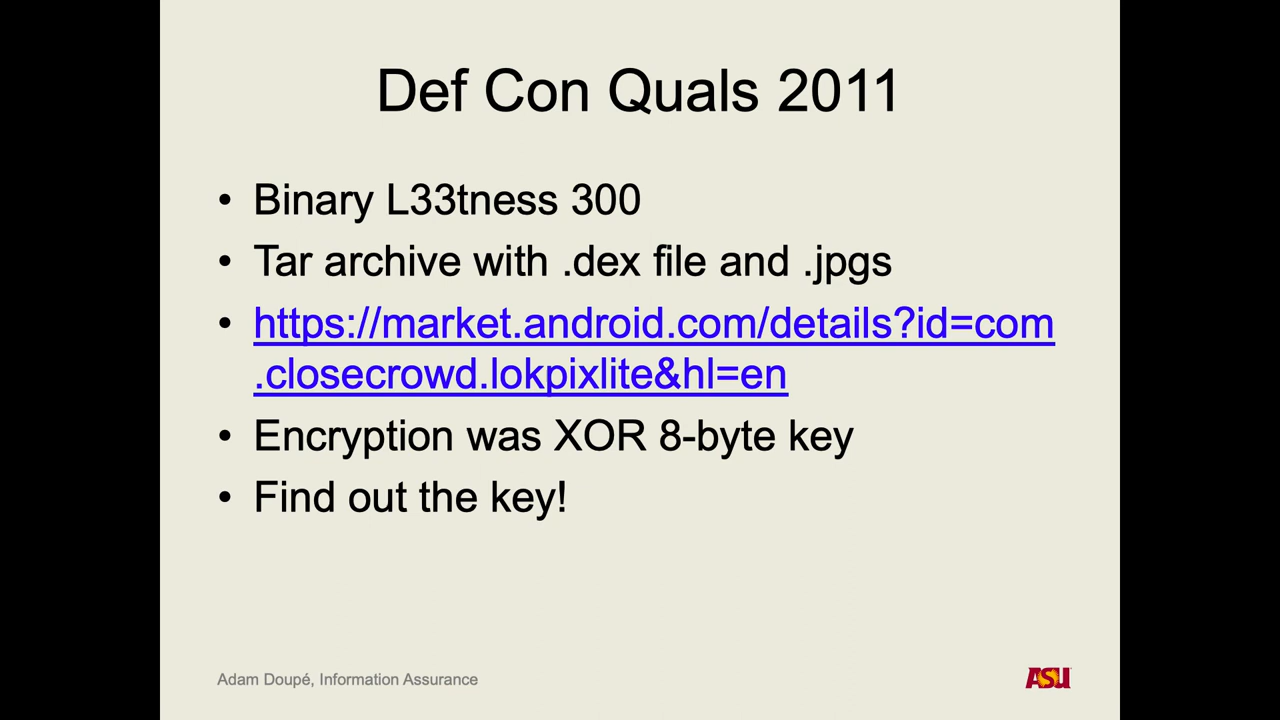 Def Con Quals 2011
• Binary L33tness 300
• Tar archive with .dex file and .jpgs
• https://market.android.com/details?id=com
.closecrowd.lokpixlite&hl=en
• Encryption was XOR 8-byte key
• Find out the key!
Adam Doupé, Information Assurance
ASU